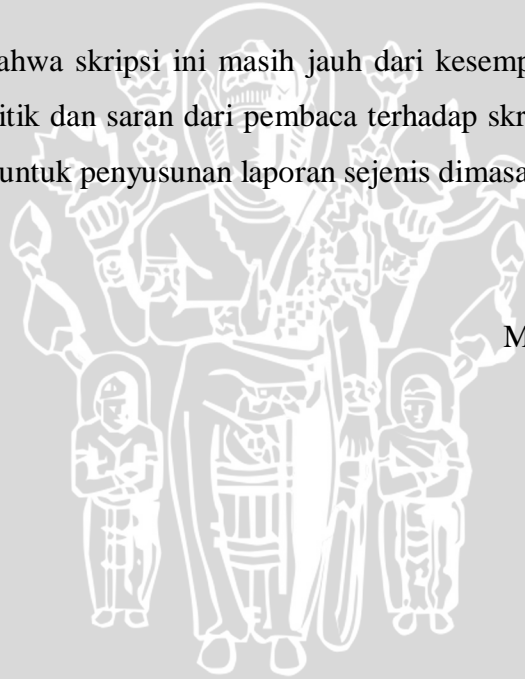 ahwa skripsi ini masih jauh dari kesemp
itik dan saran dari pembaca terhadap skr
untuk penyusunan laporan sejenis dimasa
M